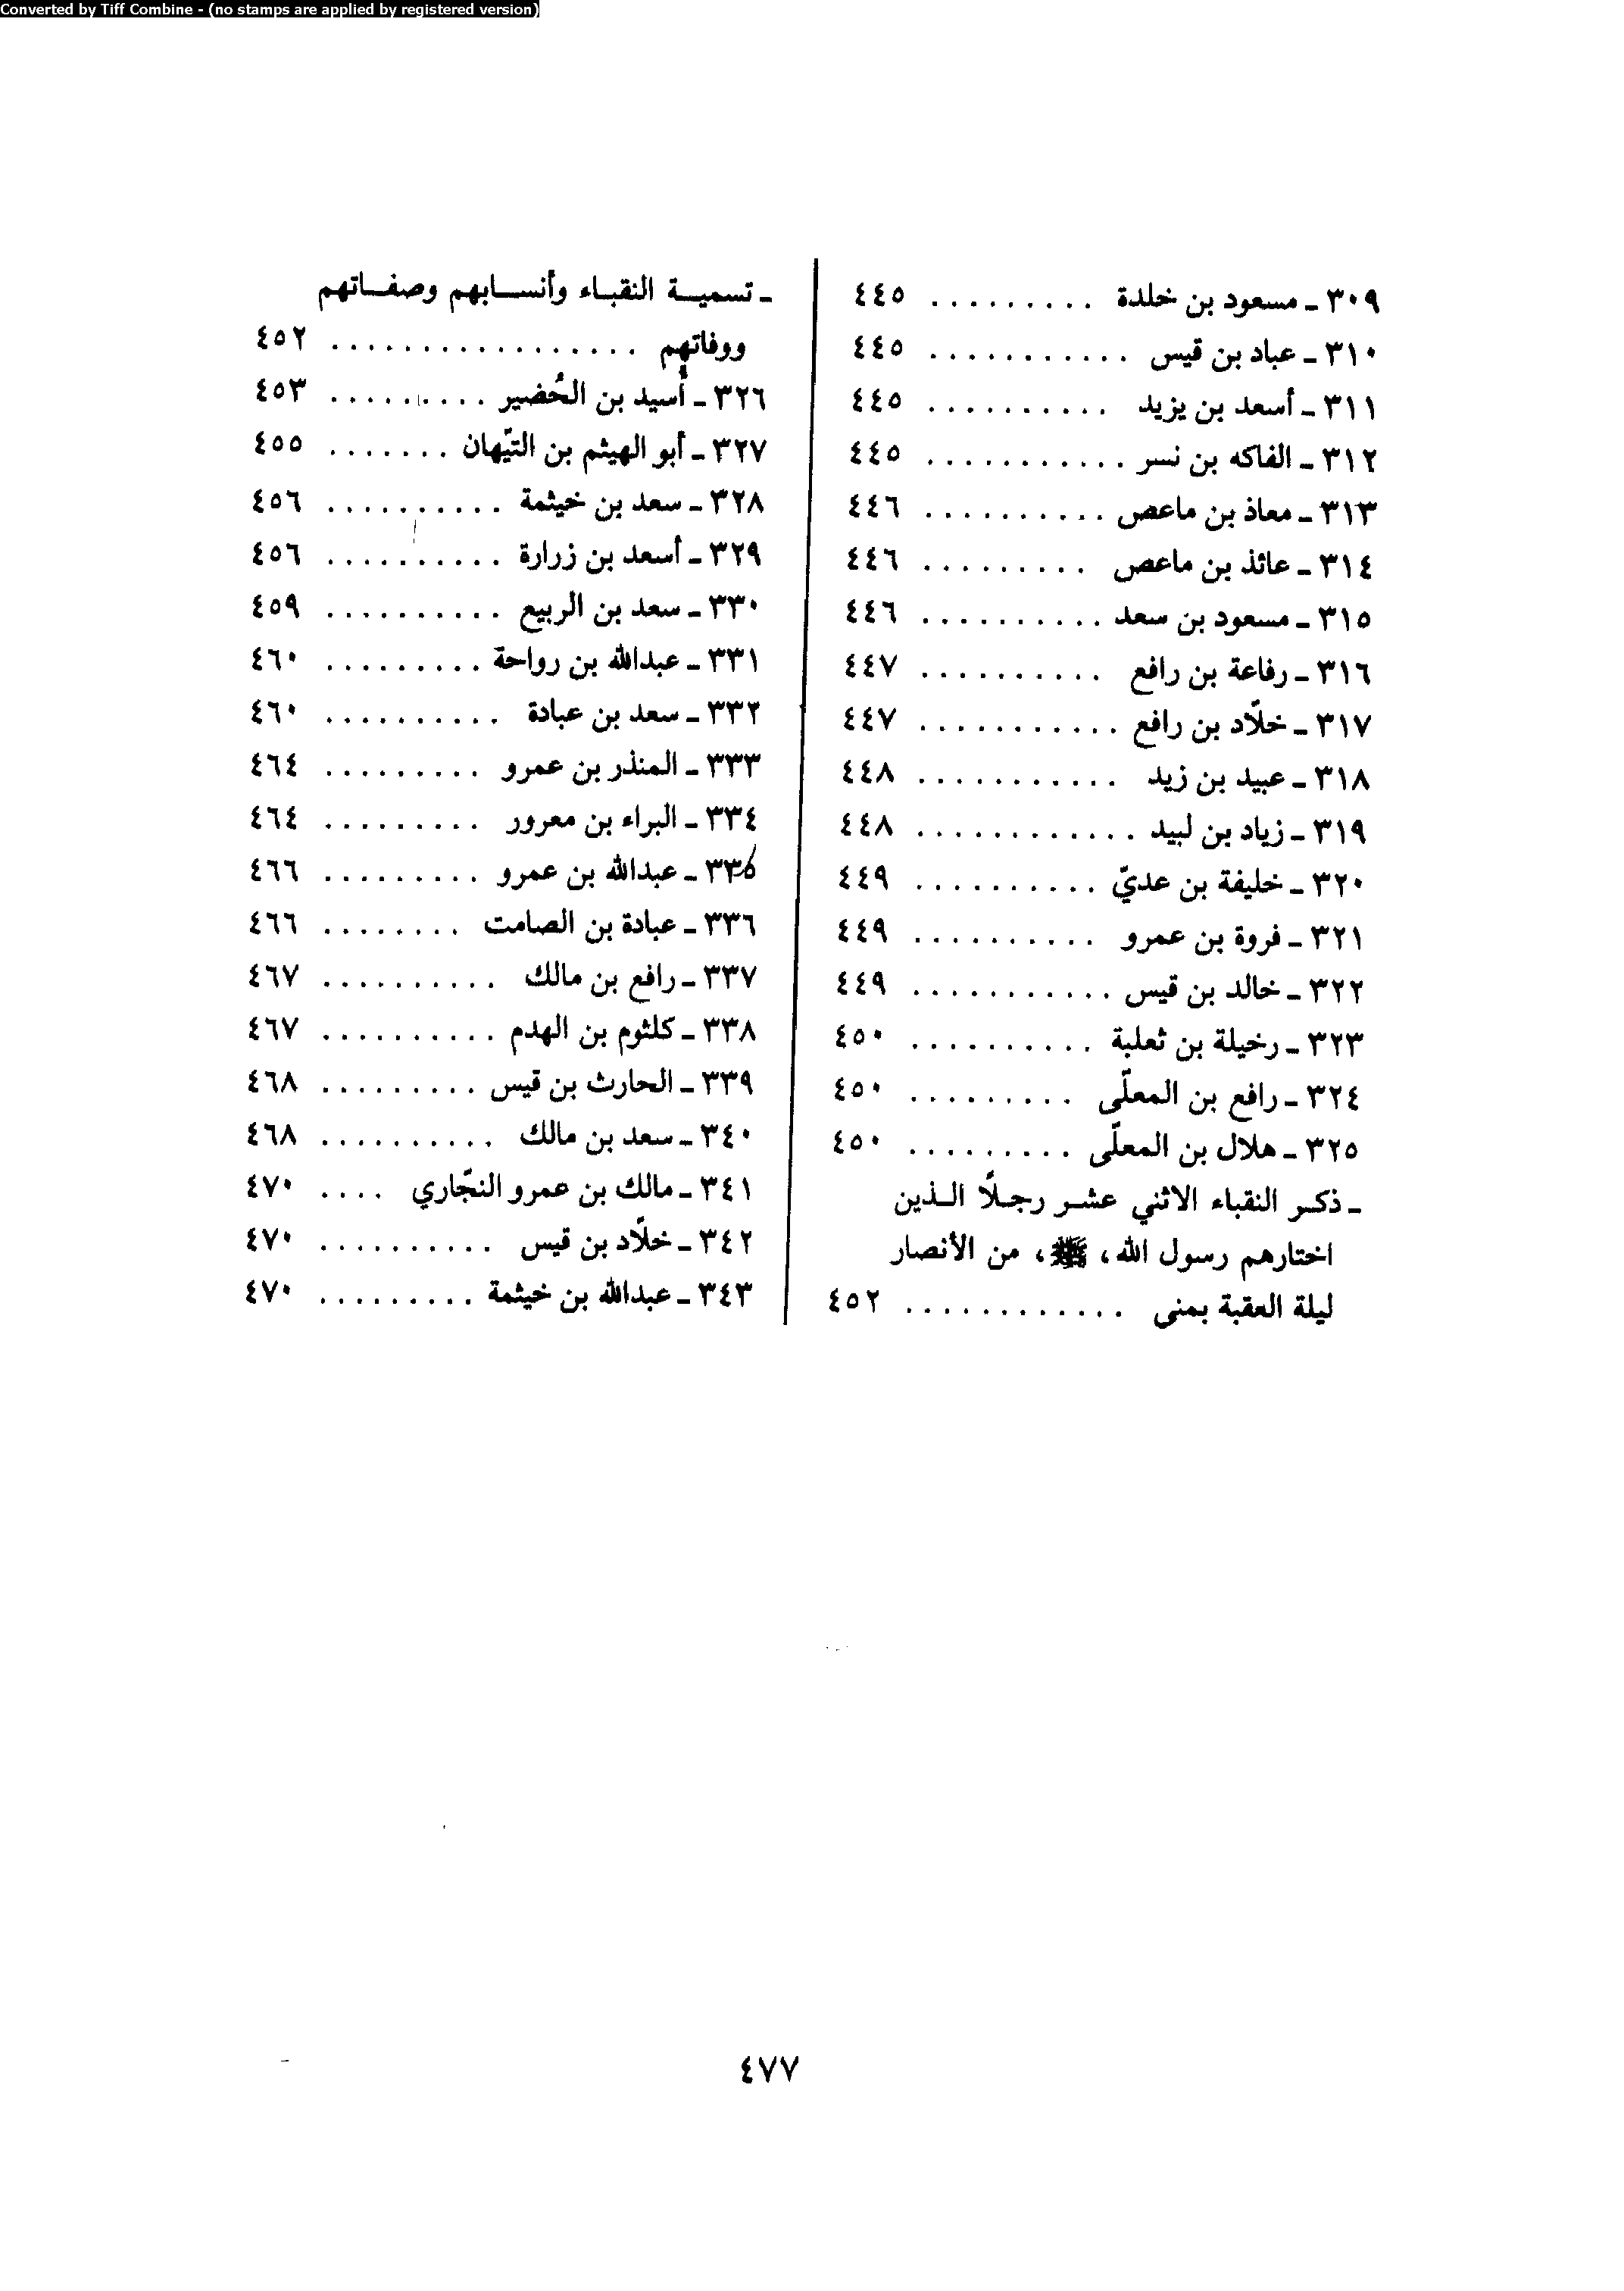 Converted by Tiff Combine - (no stamps are applied by registered version)
٣٠٩ ـ مسعود بن خلدة . . . . . . . . . ٤٤٥
٣١٠ ـ عباد بن قيس . . . . . . . . . . . ٤٤٥
٣١١ ـ أسعد بن يزيد . . . . . . . . . . ٤٤٥
٣١٢ ـ الفاكه بن نسر . . . . . . . . . . . ٤٤٥
٣١٣ ـ معاذ بن ماعص . . . . . . . . . . ٤٤٦
٣١٤ ـ عائذ بن ماعص . . . . . . . . . ٤٤٦
٣١٥ ـ مسعود بن سعد . . . . . . . . . . ٤٤٦
٣١٦ ـ رفاعة بن رافع . . . . . . . . . . ٤٤٧
٣١٧ ـ خلّاد بن رافع . . . . . . . . . . . ٤٤٧
٣١٨ ـ عبيد بن زيد . . . . . . . . . . . ٤٤٨
٣١٩ ـ زياد بن لبيد . . . . . . . . . . . . ٤٤٨
٣٢٠ ـ خليفة بن عديّ . . . . . . . . . . ٤٤٩
٣٢١ ـ فروة بن عمرو . . . . . . . . . . ٤٤٩
٣٢٢ ـ خالد بن قيس . . . . . . . . . . . ٤٤٩
٣٢٣ ـ رخيلة بن ثعلبة . . . . . . . . . . ٤٥٠
٣٢٤ ـ رافع بن المعلّى . . . . . . . . . ٤٥٠
٣٢٥ ـ هلال بن المعلّى . . . . . . . . . ٤٥٠
ـ ذكر النقباء الاثني عشر رجلًا الذين
اختارهم رسول الله، ﷺ، من الأنصار
ليلة العقبة بمنى . . . . . . . . . . . . ٤٥٢
ـ تسمية النقباء وأنسابهم وصفاتهم
ووفاتهم . . . . . . . . . . . . . . . . . ٤٥٢
٣٢٦ ـ أُسيد بن الحُضير . . . . . . . . . ٤٥٣
٣٢٧ ـ أبو الهيثم بن التيّهان . . . . . . . ٤٥٥
٣٢٨ ـ سعد بن خيثمة . . . . . . . . . . ٤٥٦
٣٢٩ ـ أسعد بن زرارة . . . . . . . . . . ٤٥٦
٣٣٠ ـ سعد بن الربيع . . . . . . . . . . ٤٥٩
٣٣١ ـ عبدالله بن رواحة . . . . . . . . . ٤٦٠
٣٣٢ ـ سعد بن عبادة . . . . . . . . . . ٤٦٠
٣٣٣ ـ المنذر بن عمرو . . . . . . . . . ٤٦٤
٣٣٤ ـ البراء بن معرور . . . . . . . . . ٤٦٤
٣٣٥ ـ عبدالله بن عمرو . . . . . . . . . ٤٦٦
٣٣٦ ـ عبادة بن الصامت . . . . . . . . ٤٦٦
٣٣٧ ـ رافع بن مالك . . . . . . . . . . ٤٦٧
٣٣٨ ـ كلثوم بن الهدم . . . . . . . . . . ٤٦٧
٣٣٩ ـ الحارث بن قيس . . . . . . . . . ٤٦٨
٣٤٠ ـ سعد بن مالك . . . . . . . . . . ٤٦٨
٣٤١ ـ مالك بن عمرو النجّاري . . . . ٤٧٠
٣٤٢ ـ خلّاد بن قيس . . . . . . . . . . ٤٧٠
٣٤٣ ـ عبدالله بن خيثمة . . . . . . . . . ٤٧٠
٤٧٧